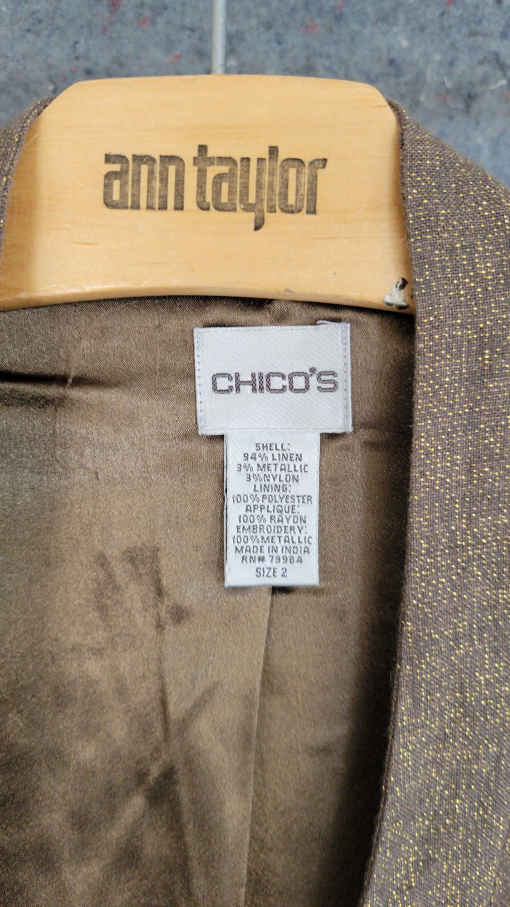 ann taylor
CHICO'S
SHELL:
94% LINEN
3% METALLIC
3% NYLON
LINING:
100% POLYESTER
APPLIQUE:
100% RAYON
EMBROIDERY:
100% METALLIC
MADE IN INDIA
RN# 79984
SIZE 2